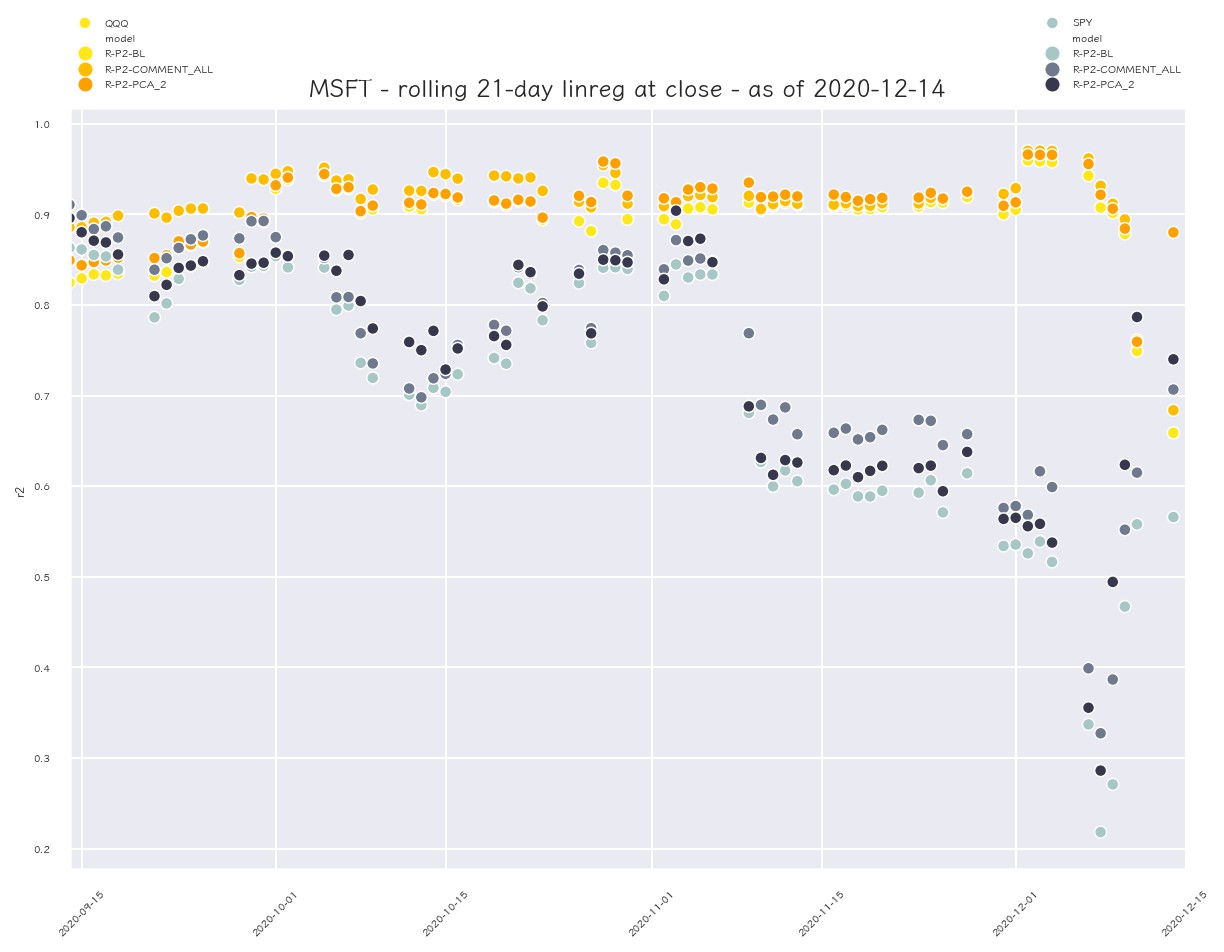 QQQ
model
R-P2-BL
R-P2-COMMENT_ALL
R-P2-PCA_2
SPY
model
R-P2-BL
R-P2-COMMENT_ALL
R-P2-PCA_2
MSFT - rolling 21-day linreg at close - as of 2020-12-14
1.0
0.9
0.8
0.7
0.6
0.5
0.4
0.3
0.2
r2
2020-09-15
2020-10-01
2020-10-15
2020-11-01
2020-11-15
2020-12-01
2020-12-15